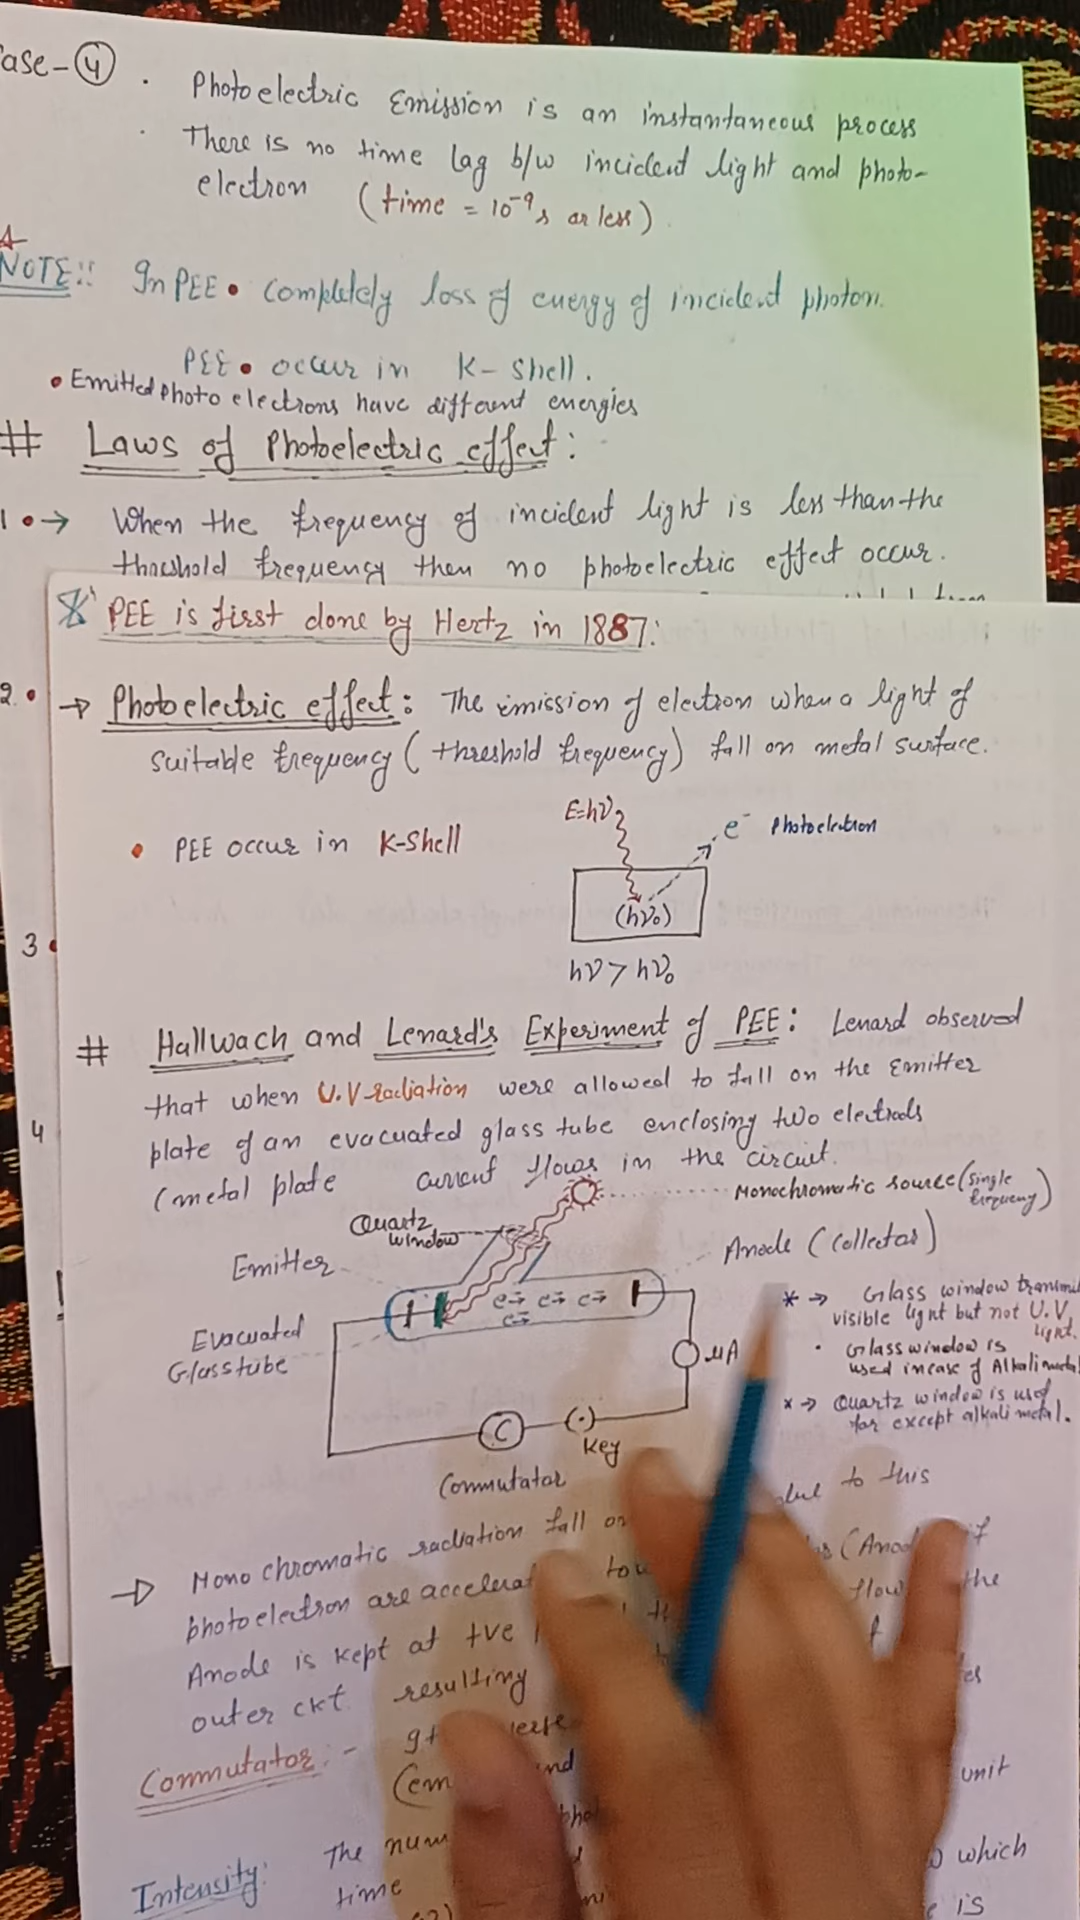 ase-④
. Photoelectric Emission is an instantaneous process
. There is no time lag b/w incident light and photo-
electron (time = 10⁻⁹s or less)
NOTE!! In PEE • completely loss of energy of incident photon.
PEE • occur in K-Shell.
• Emitted photo electrons have different energies
# Laws of Photoelectric effect:
1 •→ When the frequency of incident light is less than the
threshold frequency then no photoelectric effect occur.
PEE is first done by Hertz in 1887:
2. •
→ Photoelectric effect: The emission of electron when a light of
suitable frequency (threshold frequency) fall on metal surface.
E=hν
e⁻ Photoelectron
• PEE occur in K-Shell
(hν₀)
3 •
hν > hν₀
# Hallwach and Lenard's Experiment of PEE: Lenard observed
that when U.V radiation were allowed to fall on the Emitter
4
plate of an evacuated glass tube enclosing two electrods
(metal plate current flows in the circuit.
Monochromatic source (single frequency)
Quartz window
Anode (collector)
Emitter
e→ e→ e→
e→
* → Glass window transmi
visible light but not U.V light.
Evacuated
Glass tube
μA
. Glass window is
used in case of Alkali metal
* → Quartz window is used
for except alkali metal.
C
(·)
Key
Commutator
→ Mono chromatic radiation fall on to this
photoelectron are accelerat (Anod if
Anode is kept at +ve flow the
outer ckt. resulting
Commutator:-
unit
Intensity: The num which
time is